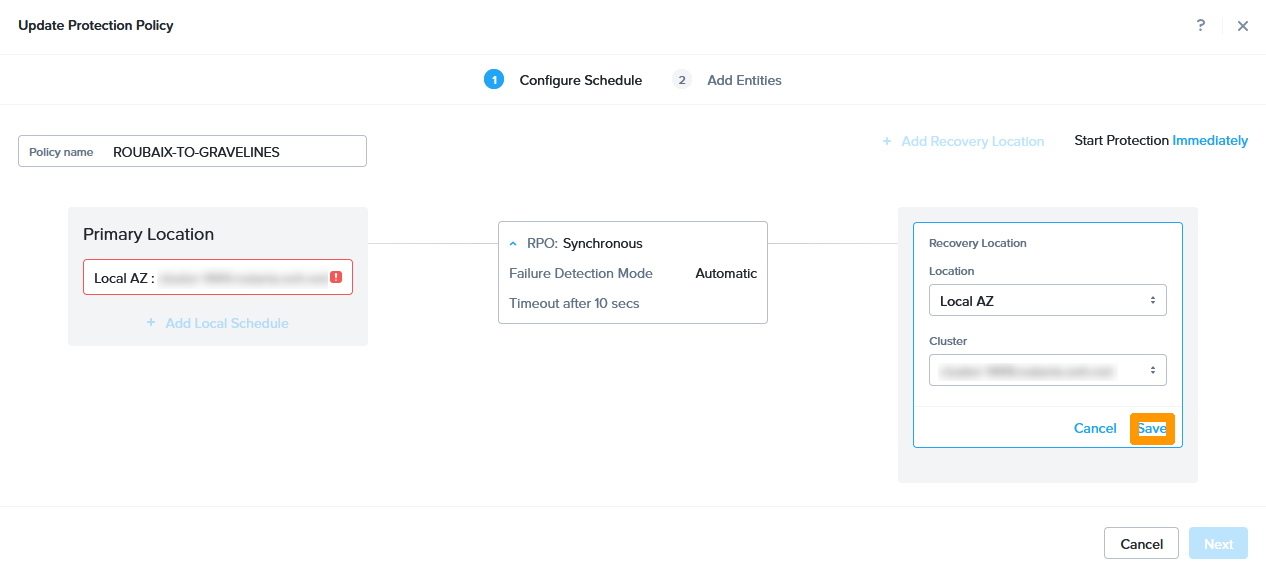 Update Protection Policy
?
1 Configure Schedule 2 Add Entities
Policy name ROUBAIX-TO-GRAVELINES
+ Add Recovery Location
Start Protection Immediately
Primary Location
Local AZ :
+ Add Local Schedule
RPO: Synchronous
Failure Detection Mode Automatic
Timeout after 10 secs
Recovery Location
Location
Local AZ
Cluster
Cancel Save
Cancel Next